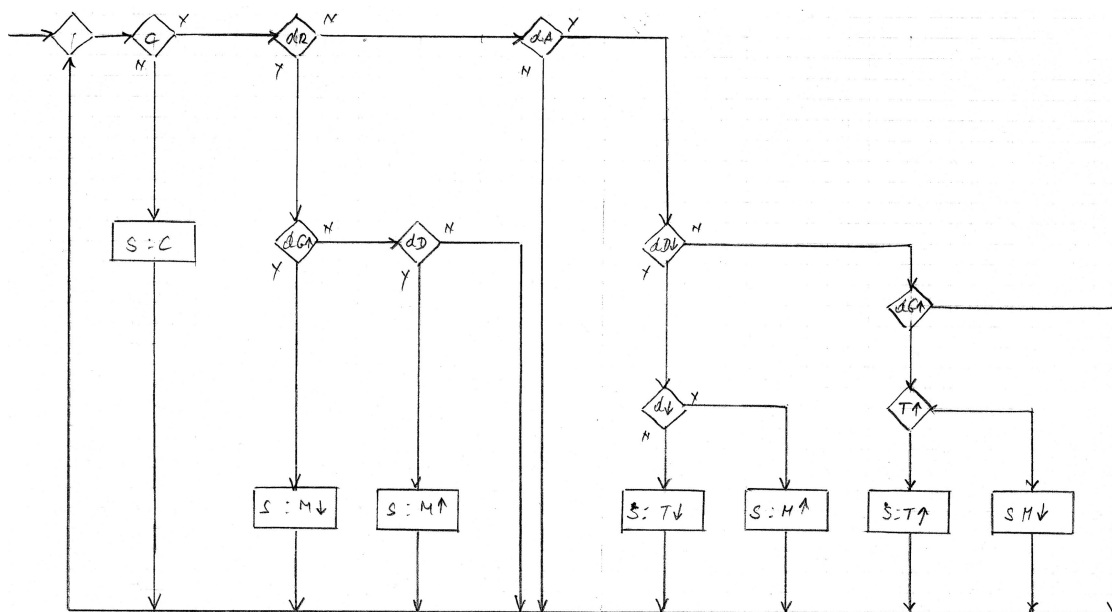 C Y N
dR N Y
dA Y N
S : C
dG↑ N Y
dD N Y
dD↓ N Y
dG↑
d↓ Y N
T↑
S : M↓
S : M↑
S : T↓
S : M↑
S : T↑
S M↓